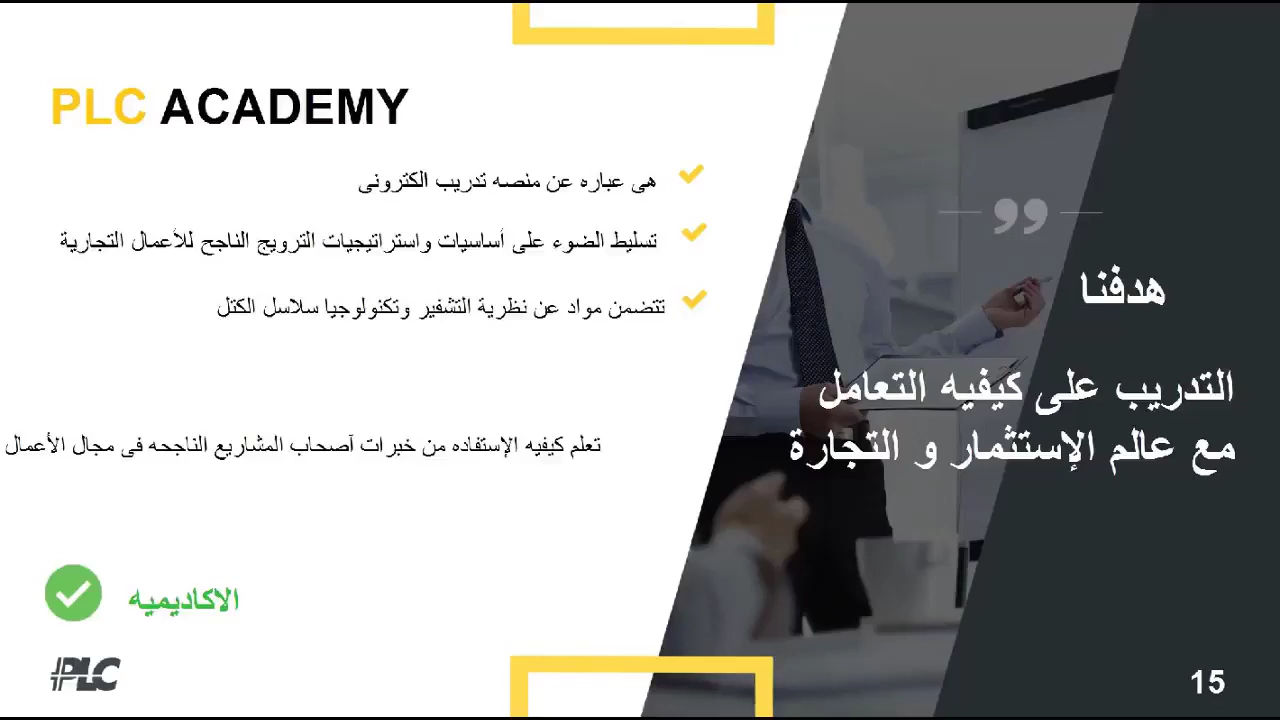 PLC ACADEMY
هى عباره عن منصه تدريب الكترونى
تسليط الضوء على أساسيات واستراتيجيات الترويج الناجح للأعمال التجارية
تتضمن مواد عن نظرية التشفير وتكنولوجيا سلاسل الكتل
تعلم كيفيه الإستفاده من خبرات آصحاب المشاريع الناجحه فى مجال الأعمال
الاكاديميه
PLC
هدفنا
التدريب على كيفيه التعامل
مع عالم الإستثمار و التجارة
15